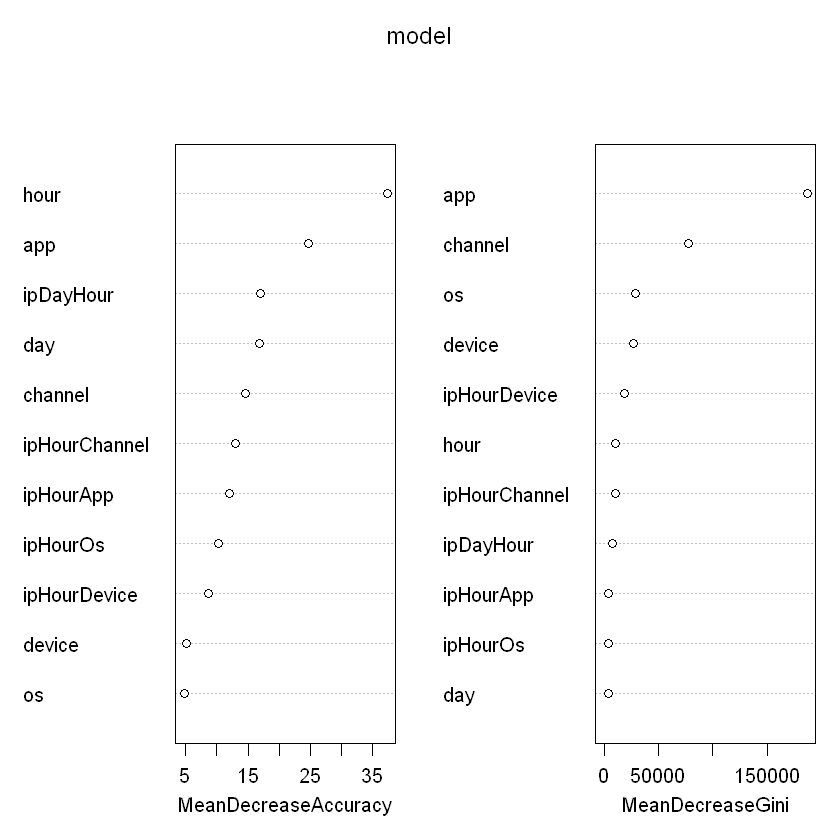 model
hour
app
ipDayHour
day
channel
ipHourChannel
ipHourApp
ipHourOs
ipHourDevice
device
os
5 15 25 35
MeanDecreaseAccuracy
app
channel
os
device
ipHourDevice
hour
ipHourChannel
ipDayHour
ipHourApp
ipHourOs
day
0 50000 150000
MeanDecreaseGini